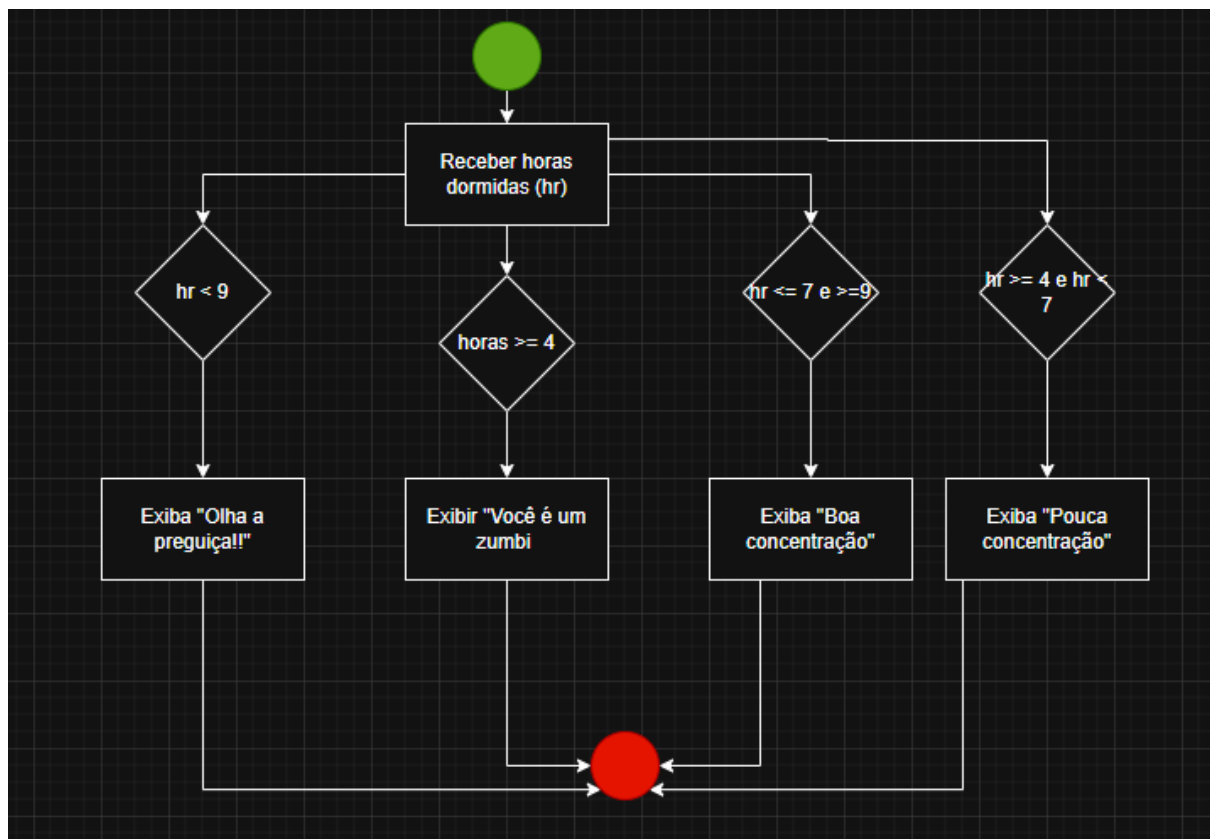 Receber horas
dormidas (hr)
hr < 9
horas >= 4
hr <= 7 e >=9
hr >= 4 e hr <
7
Exiba "Olha a
preguiça!!"
Exibir "Você é um
zumbi
Exiba "Boa
concentração"
Exiba "Pouca
concentração"